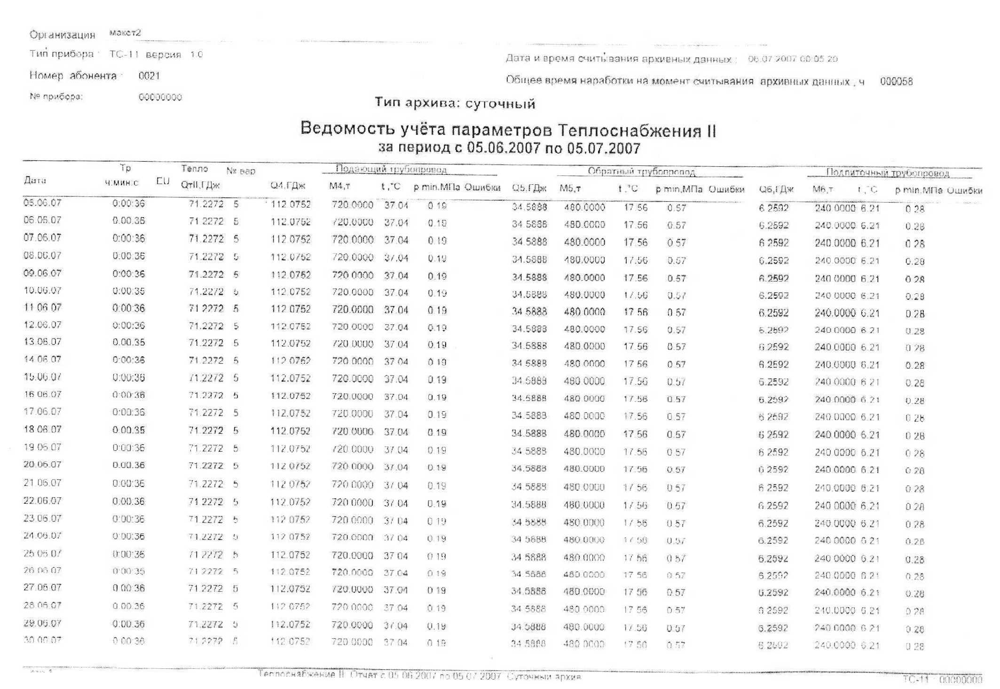 Организация макет2
Тип прибора : ТС-11 версия 1.0
Дата и время считывания архивных данных : 06.07.2007 00:05:20
Номер абонента : 0021
Общее время наработки на момент считывания архивных данных , ч 000058
№ прибора: 00000000
Тип архива: суточный
Ведомость учёта параметров Теплоснабжения II
за период с 05.06.2007 по 05.07.2007
Тр Тепло № вар Подающий трубопровод Обратный трубопровод Подпиточный трубопровод
Дата ч:мин:с EU QтII,ГДж Q4,ГДж М4,т t ,°C p min.МПа Ошибки Q5,ГДж М5,т t ,°C p min,МПа Ошибки Q6,ГДж М6,т t ,°C p min.МПа Ошибки
05.06.07 0:00:36 71.2272 5 112.0752 720.0000 37.04 0.19 34.5888 480.0000 17.56 0.57 6.2592 240.0000 6.21 0.28
06.06.07 0:00:36 71.2272 5 112.0752 720.0000 37.04 0.19 34.5888 480.0000 17.56 0.57 6.2592 240.0000 6.21 0.28
07.06.07 0:00:36 71.2272 5 112.0752 720.0000 37.04 0.19 34.5888 480.0000 17.56 0.57 6.2592 240.0000 6.21 0.28
08.06.07 0:00:36 71.2272 5 112.0752 720.0000 37.04 0.19 34.5888 480.0000 17.56 0.57 6.2592 240.0000 6.21 0.28
09.06.07 0:00:36 71.2272 5 112.0752 720.0000 37.04 0.19 34.5888 480.0000 17.56 0.57 6.2592 240.0000 6.21 0.28
10.06.07 0:00:36 71.2272 5 112.0752 720.0000 37.04 0.19 34.5888 480.0000 17.56 0.57 6.2592 240.0000 6.21 0.28
11.06.07 0:00:36 71.2272 5 112.0752 720.0000 37.04 0.19 34.5888 480.0000 17.56 0.57 6.2592 240.0000 6.21 0.28
12.06.07 0:00:36 71.2272 5 112.0752 720.0000 37.04 0.19 34.5888 480.0000 17.56 0.57 6.2592 240.0000 6.21 0.28
13.06.07 0:00:36 71.2272 5 112.0752 720.0000 37.04 0.19 34.5888 480.0000 17.56 0.57 6.2592 240.0000 6.21 0.28
14.06.07 0:00:36 71.2272 5 112.0752 720.0000 37.04 0.19 34.5888 480.0000 17.56 0.57 6.2592 240.0000 6.21 0.28
15.06.07 0:00:36 71.2272 5 112.0752 720.0000 37.04 0.19 34.5888 480.0000 17.56 0.57 6.2592 240.0000 6.21 0.28
16.06.07 0:00:36 71.2272 5 112.0752 720.0000 37.04 0.19 34.5888 480.0000 17.56 0.57 6.2592 240.0000 6.21 0.28
17.06.07 0:00:36 71.2272 5 112.0752 720.0000 37.04 0.19 34.5888 480.0000 17.56 0.57 6.2592 240.0000 6.21 0.28
18.06.07 0:00:36 71.2272 5 112.0752 720.0000 37.04 0.19 34.5888 480.0000 17.56 0.57 6.2592 240.0000 6.21 0.28
19.06.07 0:00:36 71.2272 5 112.0752 720.0000 37.04 0.19 34.5888 480.0000 17.56 0.57 6.2592 240.0000 6.21 0.28
20.06.07 0:00:36 71.2272 5 112.0752 720.0000 37.04 0.19 34.5888 480.0000 17.56 0.57 6.2592 240.0000 6.21 0.28
21.06.07 0:00:36 71.2272 5 112.0752 720.0000 37.04 0.19 34.5888 480.0000 17.56 0.57 6.2592 240.0000 6.21 0.28
22.06.07 0:00:36 71.2272 5 112.0752 720.0000 37.04 0.19 34.5888 480.0000 17.56 0.57 6.2592 240.0000 6.21 0.28
23.06.07 0:00:36 71.2272 5 112.0752 720.0000 37.04 0.19 34.5888 480.0000 17.56 0.57 6.2592 240.0000 6.21 0.28
24.06.07 0:00:36 71.2272 5 112.0752 720.0000 37.04 0.19 34.5888 480.0000 17.56 0.57 6.2592 240.0000 6.21 0.28
25.06.07 0:00:36 71.2272 5 112.0752 720.0000 37.04 0.19 34.5888 480.0000 17.56 0.57 6.2592 240.0000 6.21 0.28
26.06.07 0:00:36 71.2272 5 112.0752 720.0000 37.04 0.19 34.5888 480.0000 17.56 0.57 6.2592 240.0000 6.21 0.28
27.06.07 0:00:36 71.2272 5 112.0752 720.0000 37.04 0.19 34.5888 480.0000 17.56 0.57 6.2592 240.0000 6.21 0.28
28.06.07 0:00:36 71.2272 5 112.0752 720.0000 37.04 0.19 34.5888 480.0000 17.56 0.57 6.2592 240.0000 6.21 0.28
29.06.07 0:00:36 71.2272 5 112.0752 720.0000 37.04 0.19 34.5888 480.0000 17.56 0.57 6.2592 240.0000 6.21 0.28
30.06.07 0:00:36 71.2272 5 112.0752 720.0000 37.04 0.19 34.5888 480.0000 17.56 0.57 6.2592 240.0000 6.21 0.28
Теплоснабжение II Отчет с 05.06.2007 по 05.07.2007 Суточный архив
ТС-11 : 00000000